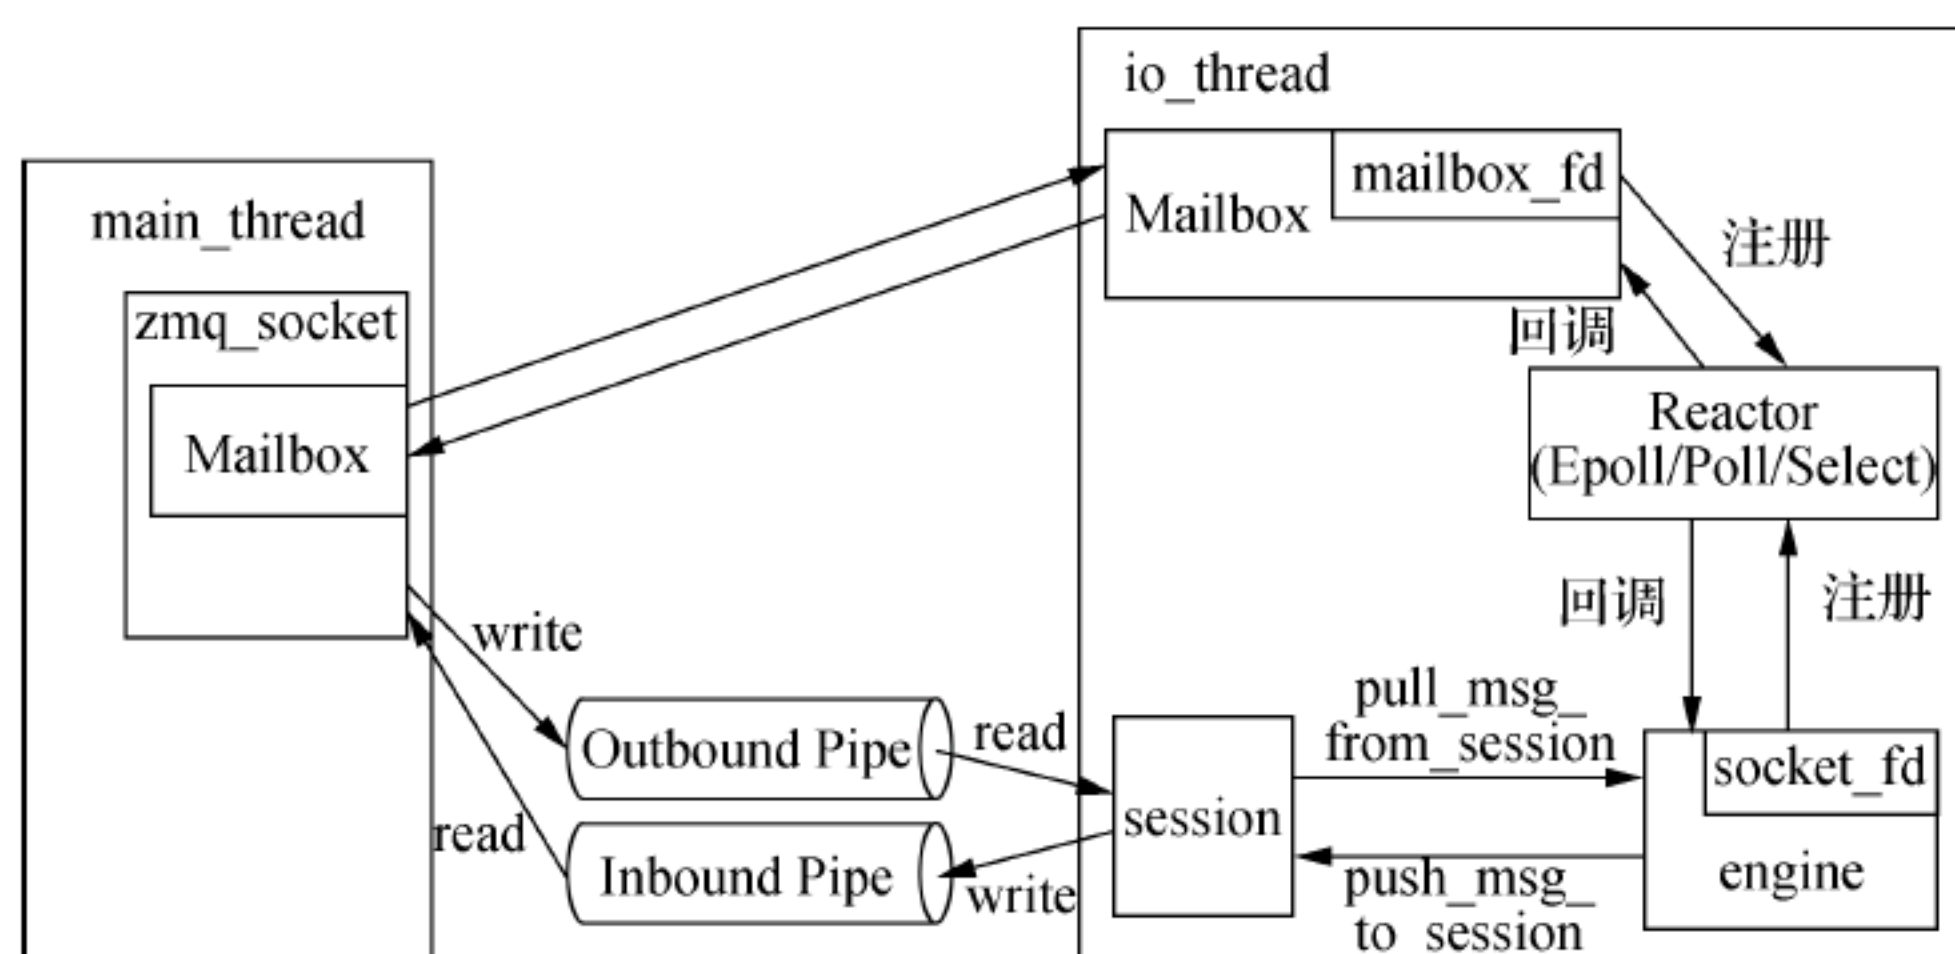 io_thread
mailbox_fd
Mailbox
注册
回调
main_thread
zmq_socket
Mailbox
Reactor
(Epoll/Poll/Select)
回调
注册
write
read
Outbound Pipe
read
Inbound Pipe
write
session
pull_msg_
from_session
push_msg_
to_session
socket_fd
engine